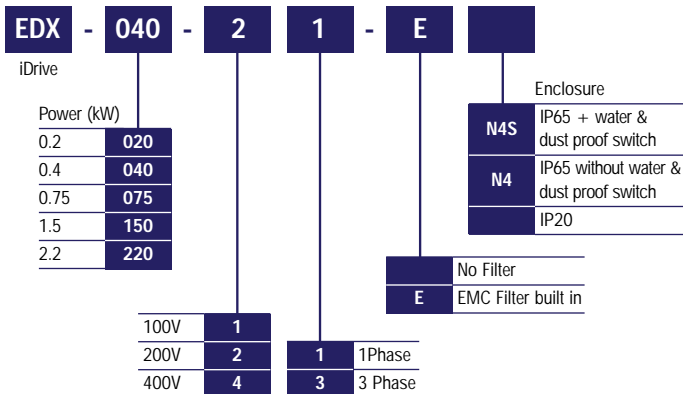 EDX - 040 - 2 1 - E
iDrive
Enclosure
N4S IP65 + water &
dust proof switch
N4 IP65 without water &
dust proof switch
IP20
Power (kW)
0.2 020
0.4 040
0.75 075
1.5 150
2.2 220
No Filter
E EMC Filter built in
100V 1
200V 2 1 1Phase
400V 4 3 3 Phase